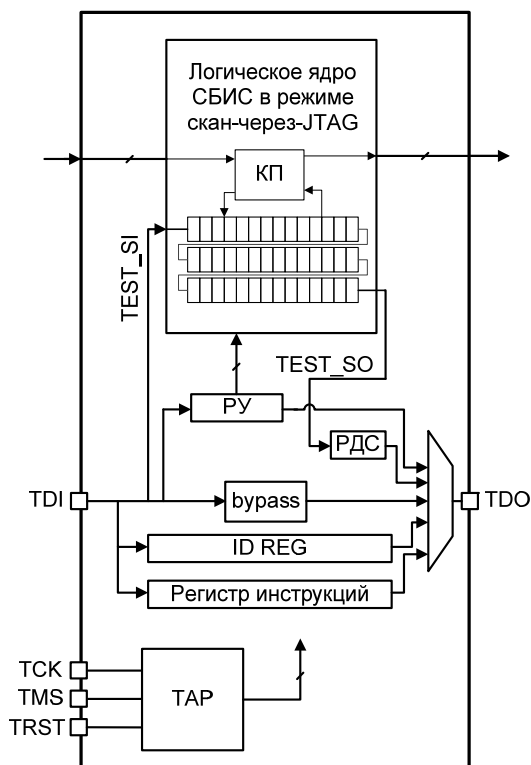 Логическое ядро
СБИС в режиме
скан-через-JTAG
КП
TEST_SI
TEST_SO
РУ
РДС
TDI
bypass
TDO
ID REG
Регистр инструкций
TCK
TMS
TRST
TAP